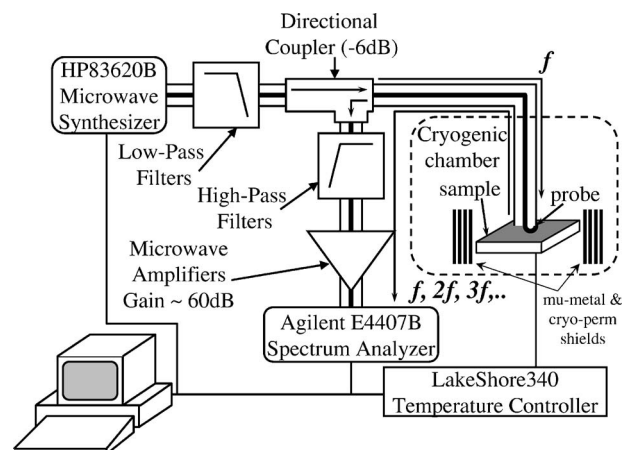 Directional
Coupler (-6dB)
f
HP83620B
Microwave
Synthesizer
Low-Pass
Filters
High-Pass
Filters
Cryogenic
chamber
sample
probe
Microwave
Amplifiers
Gain ~ 60dB
f, 2f, 3f,..
mu-metal &
cryo-perm
shields
Agilent E4407B
Spectrum Analyzer
LakeShore340
Temperature Controller